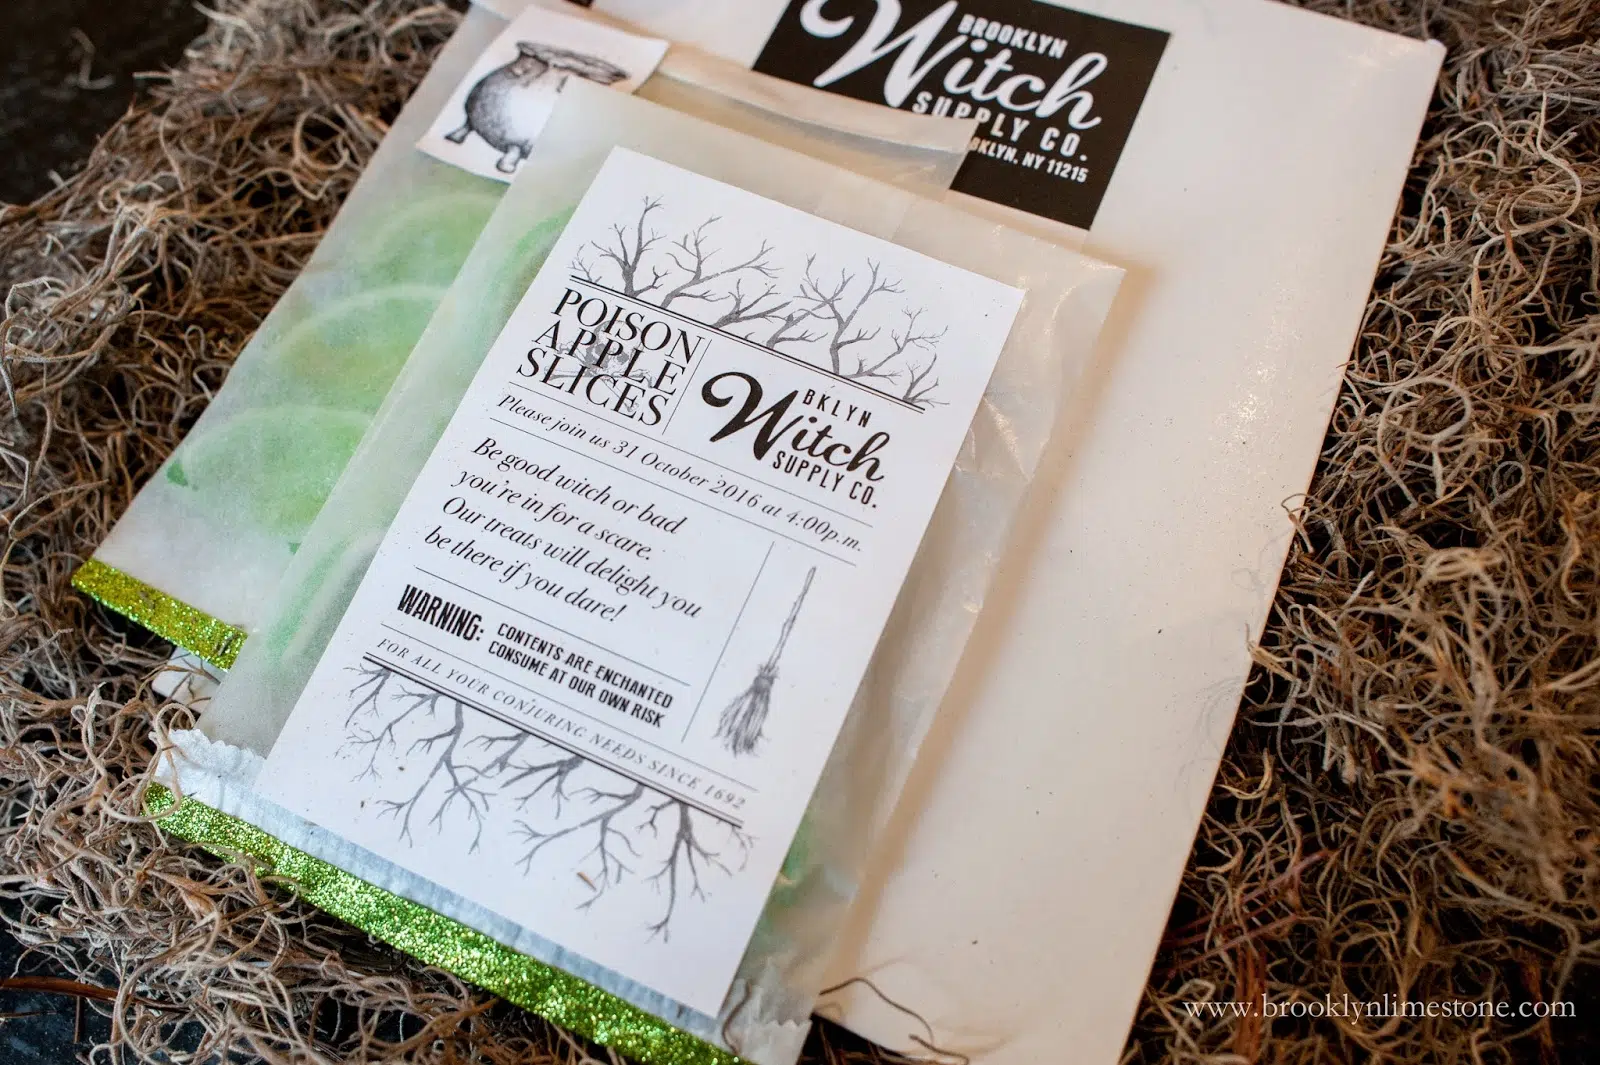 BROOKLYN
Witch
SUPPLY CO.
OKLYN, NY 11215
POISON
APPLE
SLICES
BKLYN
Witch
SUPPLY CO.
Please join us 31 October 2016 at 4:00p.m.
Be good witch or bad
you're in for a scare.
Our treats will delight you
be there if you dare!
WARNING:
CONTENTS ARE ENCHANTED
CONSUME AT OUR OWN RISK
FOR ALL YOUR CONJURING NEEDS SINCE 1692
www.brooklynlimestone.com